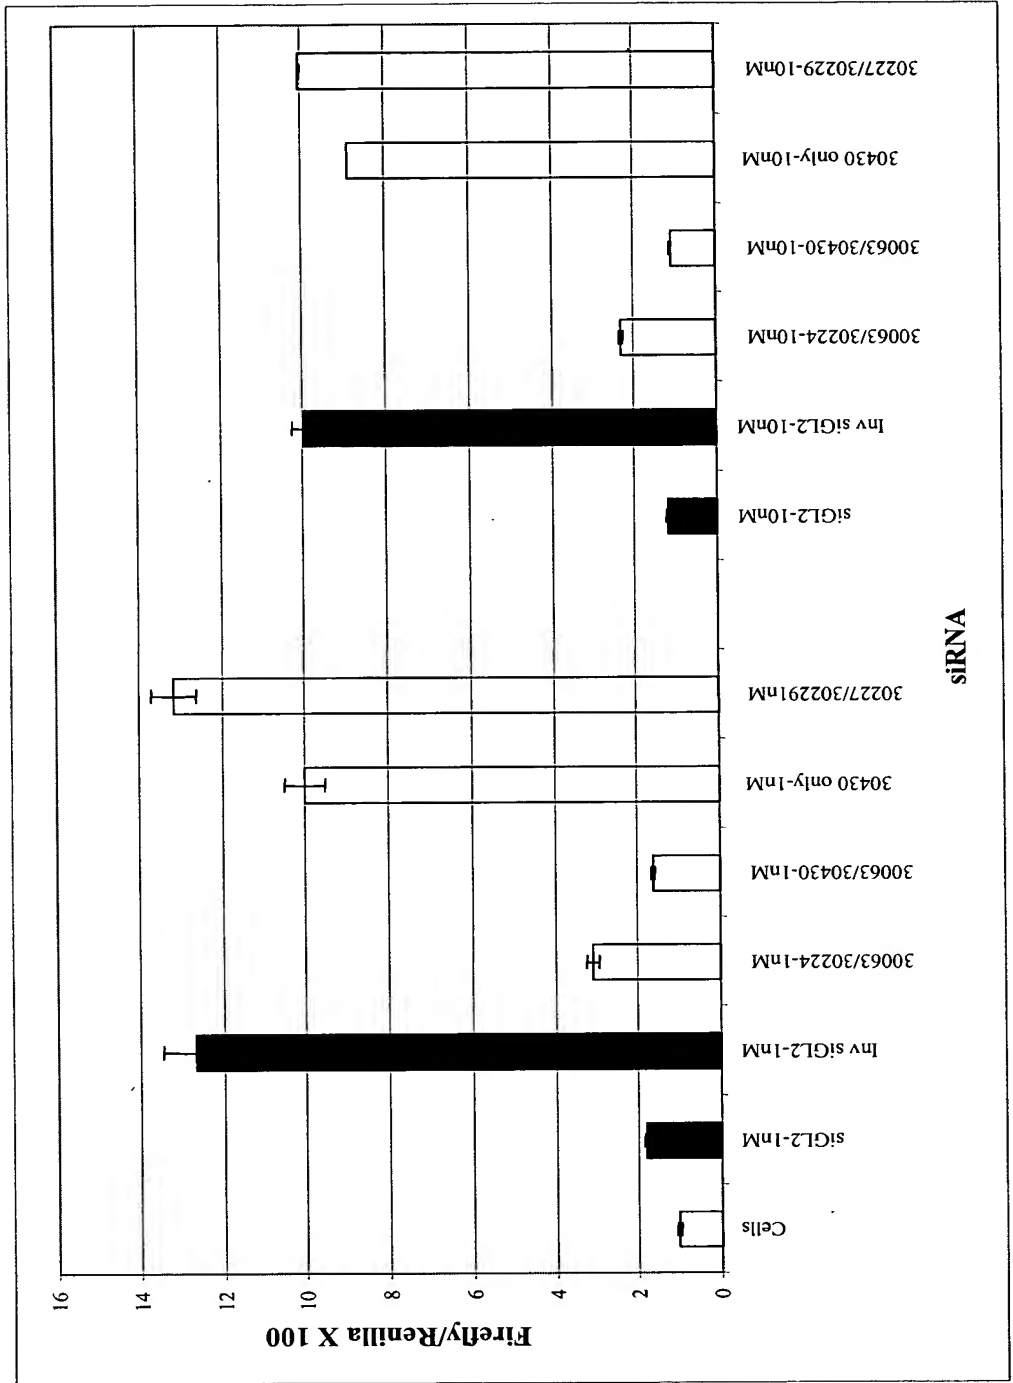 Firefly/Renilla X 100
16
14
12
10
8
6
4
2
0
Cells
siGL2-1nM
Inv siGL2-1nM
30063/30224-1nM
30063/30430-1nM
30430 only-1nM
30227/302291nM
siGL2-10nM
Inv siGL2-10nM
30063/30224-10nM
30063/30430-10nM
30430 only-10nM
30227/30229-10nM
siRNA